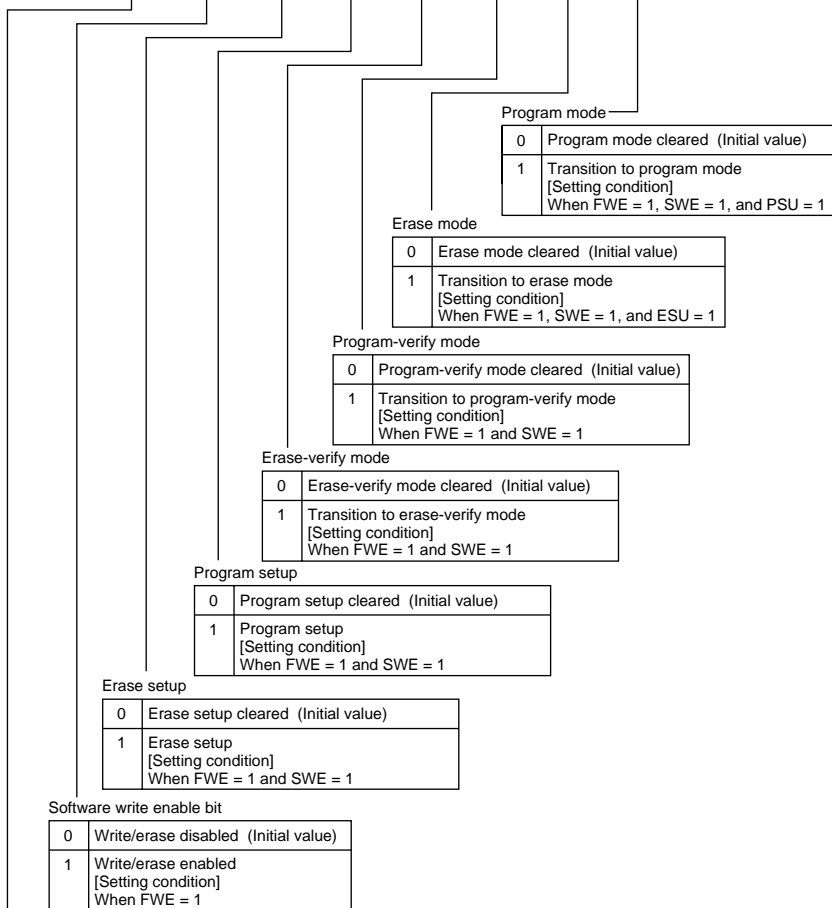 Program mode
0 Program mode cleared (Initial value)
1 Transition to program mode
[Setting condition]
When FWE = 1, SWE = 1, and PSU = 1
Erase mode
0 Erase mode cleared (Initial value)
1 Transition to erase mode
[Setting condition]
When FWE = 1, SWE = 1, and ESU = 1
Program-verify mode
0 Program-verify mode cleared (Initial value)
1 Transition to program-verify mode
[Setting condition]
When FWE = 1 and SWE = 1
Erase-verify mode
0 Erase-verify mode cleared (Initial value)
1 Transition to erase-verify mode
[Setting condition]
When FWE = 1 and SWE = 1
Program setup
0 Program setup cleared (Initial value)
1 Program setup
[Setting condition]
When FWE = 1 and SWE = 1
Erase setup
0 Erase setup cleared (Initial value)
1 Erase setup
[Setting condition]
When FWE = 1 and SWE = 1
Software write enable bit
0 Write/erase disabled (Initial value)
1 Write/erase enabled
[Setting condition]
When FWE = 1